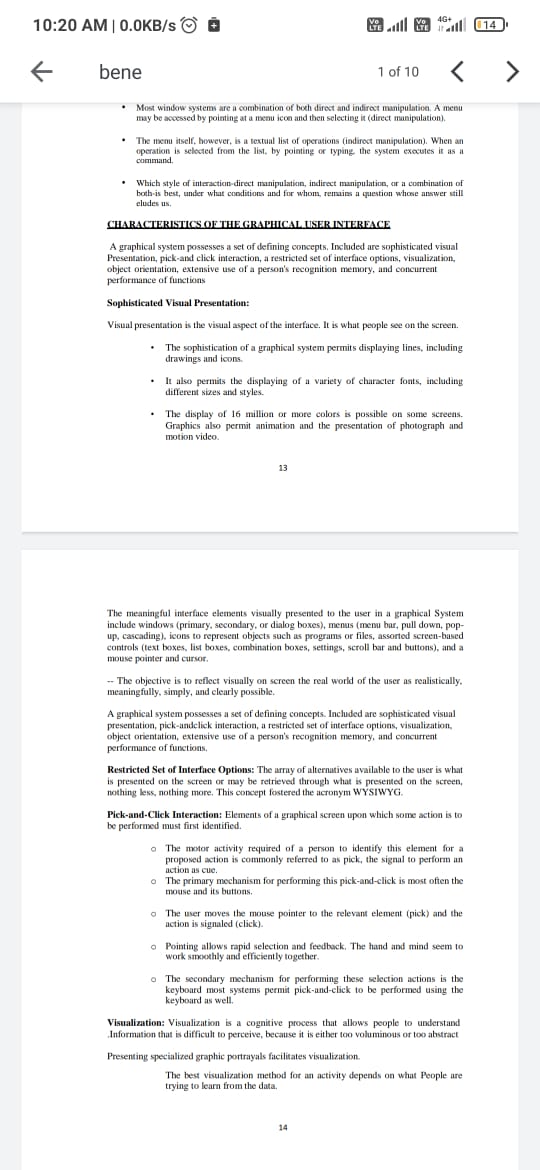 10:20 AM | 0.0KB/s
Vo LTE Vo LTE 4G+ 14
bene 1 of 10
• Most window systems are a combination of both direct and indirect manipulation. A menu
may be accessed by pointing at a menu icon and then selecting it (direct manipulation).
• The menu itself, however, is a textual list of operations (indirect manipulation). When an
operation is selected from the list, by pointing or typing, the system executes it as a
command.
• Which style of interaction-direct manipulation, indirect manipulation, or a combination of
both-is best, under what conditions and for whom, remains a question whose answer still
eludes us.
CHARACTERISTICS OF THE GRAPHICAL USER INTERFACE
A graphical system possesses a set of defining concepts. Included are sophisticated visual
Presentation, pick-and click interaction, a restricted set of interface options, visualization,
object orientation, extensive use of a person's recognition memory, and concurrent
performance of functions
Sophisticated Visual Presentation:
Visual presentation is the visual aspect of the interface. It is what people see on the screen.
• The sophistication of a graphical system permits displaying lines, including
drawings and icons.
• It also permits the displaying of a variety of character fonts, including
different sizes and styles.
• The display of 16 million or more colors is possible on some screens.
Graphics also permit animation and the presentation of photograph and
motion video.
13
The meaningful interface elements visually presented to the user in a graphical System
include windows (primary, secondary, or dialog boxes), menus (menu bar, pull down, pop-
up, cascading), icons to represent objects such as programs or files, assorted screen-based
controls (text boxes, list boxes, combination boxes, settings, scroll bar and buttons), and a
mouse pointer and cursor.
-- The objective is to reflect visually on screen the real world of the user as realistically,
meaningfully, simply, and clearly possible.
A graphical system possesses a set of defining concepts. Included are sophisticated visual
presentation, pick-andclick interaction, a restricted set of interface options, visualization,
object orientation, extensive use of a person's recognition memory, and concurrent
performance of functions.
Restricted Set of Interface Options: The array of alternatives available to the user is what
is presented on the screen or may be retrieved through what is presented on the screen,
nothing less, nothing more. This concept fostered the acronym WYSIWYG.
Pick-and-Click Interaction: Elements of a graphical screen upon which some action is to
be performed must first identified.
o The motor activity required of a person to identify this element for a
proposed action is commonly referred to as pick, the signal to perform an
action as cue.
o The primary mechanism for performing this pick-and-click is most often the
mouse and its buttons.
o The user moves the mouse pointer to the relevant element (pick) and the
action is signaled (click).
o Pointing allows rapid selection and feedback. The hand and mind seem to
work smoothly and efficiently together.
o The secondary mechanism for performing these selection actions is the
keyboard most systems permit pick-and-click to be performed using the
keyboard as well.
Visualization: Visualization is a cognitive process that allows people to understand
.Information that is difficult to perceive, because it is either too voluminous or too abstract
Presenting specialized graphic portrayals facilitates visualization.
The best visualization method for an activity depends on what People are
trying to learn from the data.
14